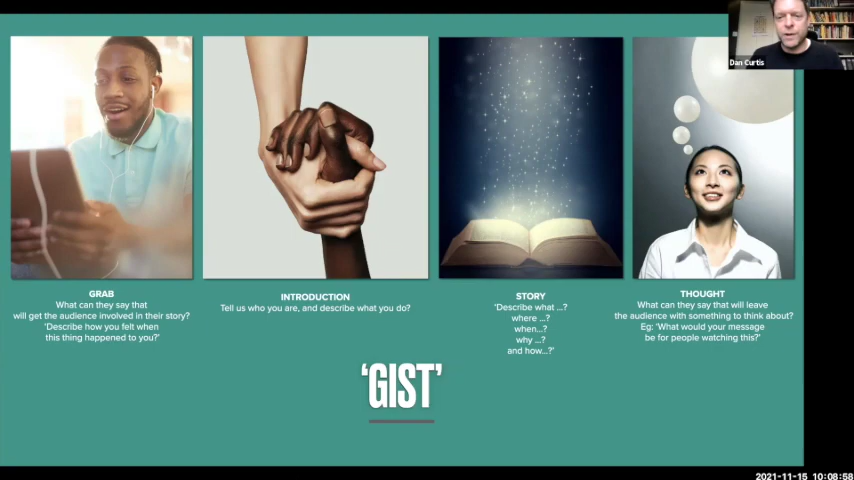 Dan Curtis
GRAB
What can they say that
will get the audience involved in their story?
'Describe how you felt when
this thing happened to you?'
INTRODUCTION
Tell us who you are, and describe what you do?
STORY
'Describe what ...?
where ...?
when...?
why ...?
and how...?'
THOUGHT
What can they say that will leave
the audience with something to think about?
Eg: 'What would your message
be for people watching this?'
'GIST'
2021-11-15 10:08:58